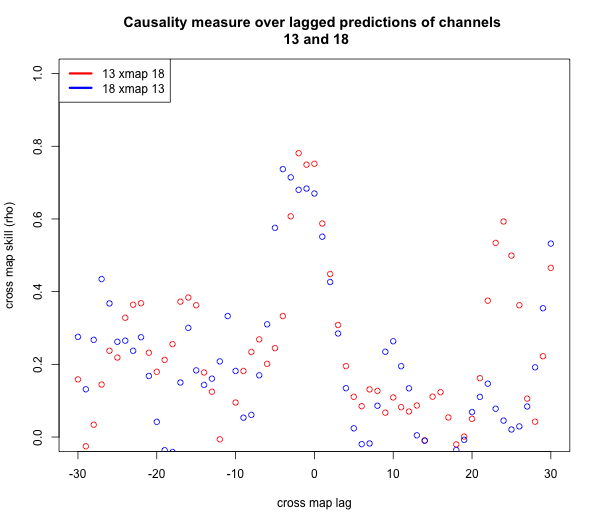 Causality measure over lagged predictions of channels
13 and 18
13 xmap 18
18 xmap 13
1.0
0.8
0.6
0.4
0.2
0.0
cross map skill (rho)
-30
-20
-10
0
10
20
30
cross map lag